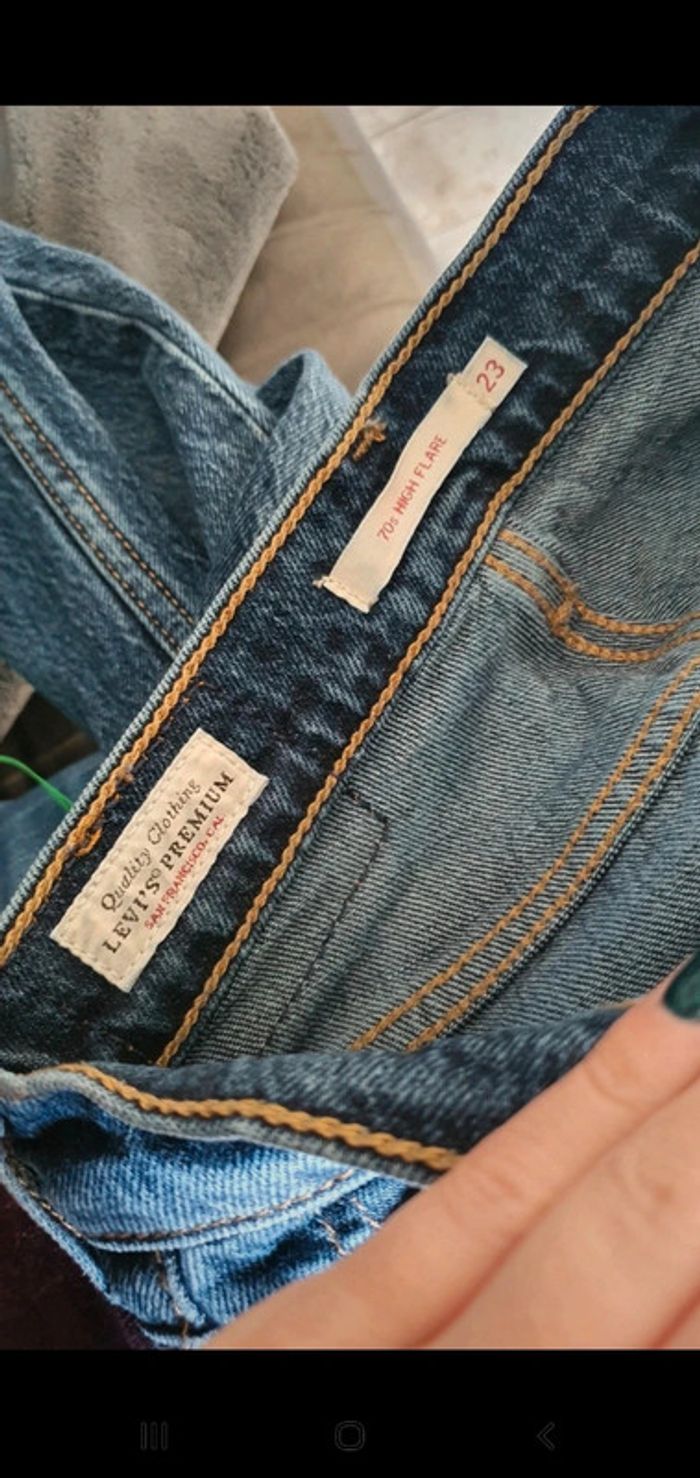 23
70s HIGH FLARE
Quality Clothing
LEVI'S® PREMIUM
SAN FRANCISCO. CAL